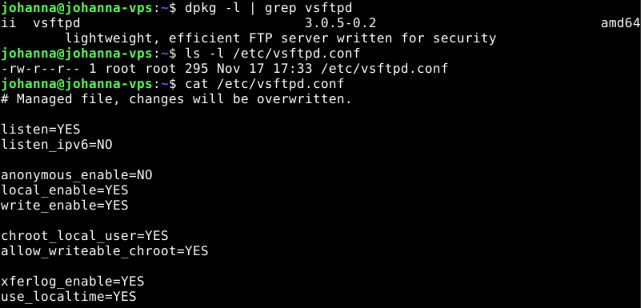 johanna@johanna-vps:~$ dpkg -l | grep vsftpd
ii  vsftpd                            3.0.5-0.2                            amd64
        lightweight, efficient FTP server written for security
johanna@johanna-vps:~$ ls -l /etc/vsftpd.conf
-rw-r--r-- 1 root root 295 Nov 17 17:33 /etc/vsftpd.conf
johanna@johanna-vps:~$ cat /etc/vsftpd.conf
# Managed file, changes will be overwritten.

listen=YES
listen_ipv6=NO

anonymous_enable=NO
local_enable=YES
write_enable=YES

chroot_local_user=YES
allow_writeable_chroot=YES

xferlog_enable=YES
use_localtime=YES